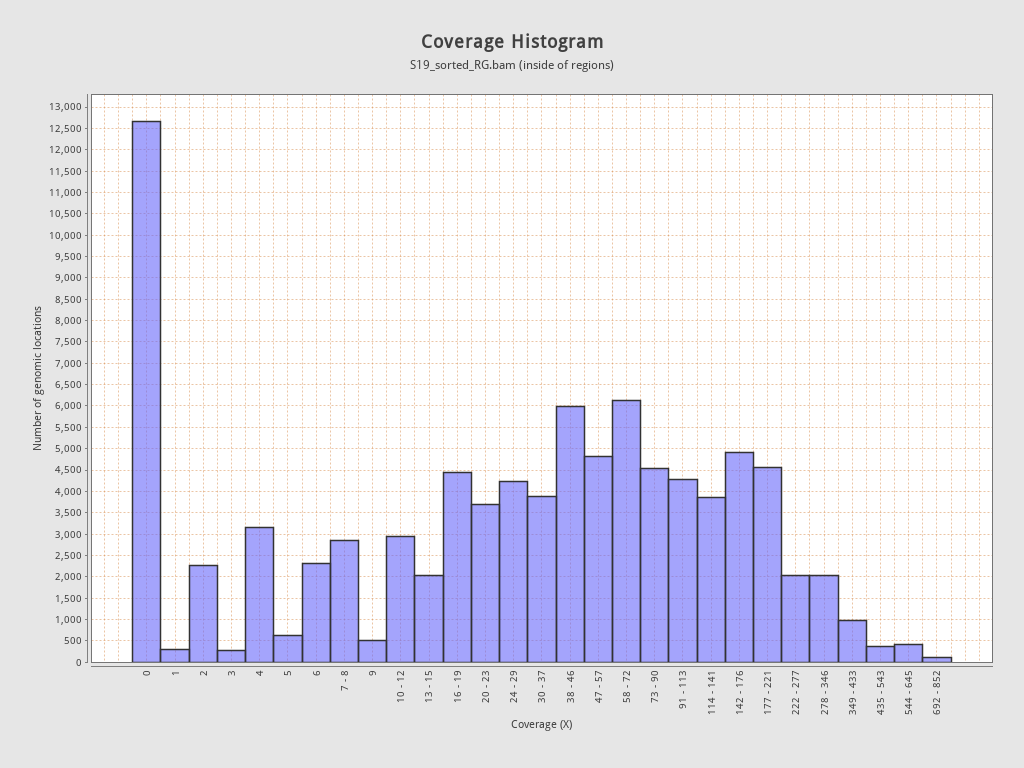 Coverage Histogram
S19_sorted_RG.bam (inside of regions)
13,000
12,500
12,000
11,500
11,000
10,500
10,000
9,500
9,000
8,500
8,000
7,500
7,000
6,500
6,000
5,500
5,000
4,500
4,000
3,500
3,000
2,500
2,000
1,500
1,000
500
0
Number of genomic locations
0
1
2
3
4
5
6
7 - 8
9
10 - 12
13 - 15
16 - 19
20 - 23
24 - 29
30 - 37
38 - 46
47 - 57
58 - 72
73 - 90
91 - 113
114 - 141
142 - 176
177 - 221
222 - 277
278 - 346
349 - 433
435 - 543
544 - 645
692 - 852
Coverage (X)